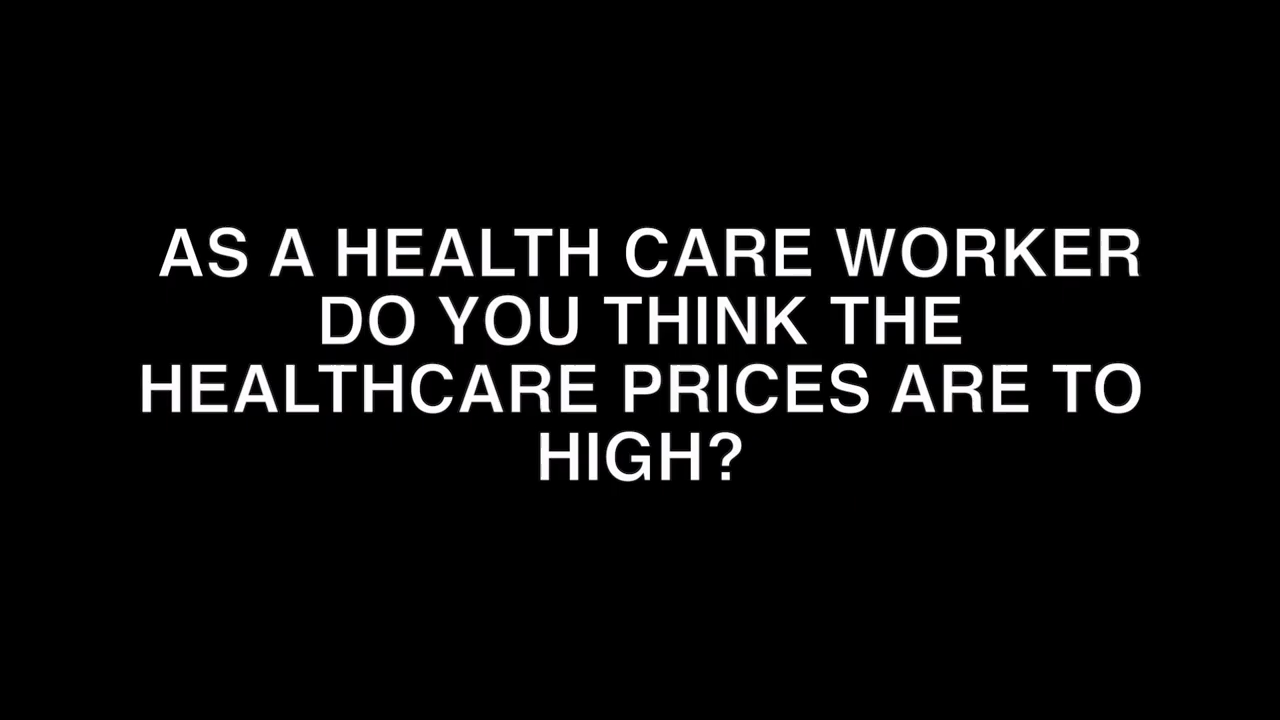 AS A HEALTH CARE WORKER
DO YOU THINK THE
HEALTHCARE PRICES ARE TO
HIGH?